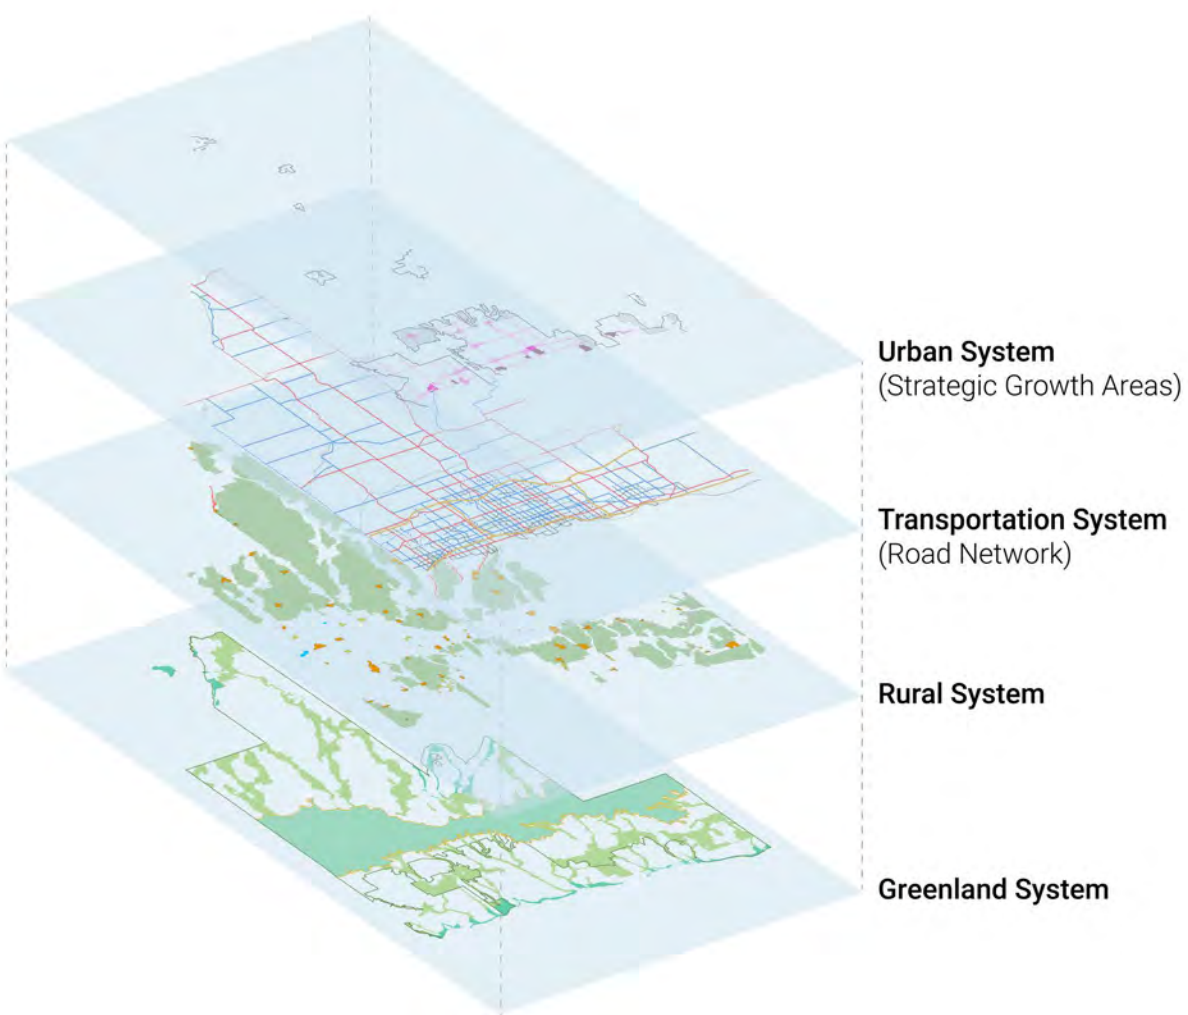 Urban System
(Strategic Growth Areas)
Transportation System
(Road Network)
Rural System
Greenland System